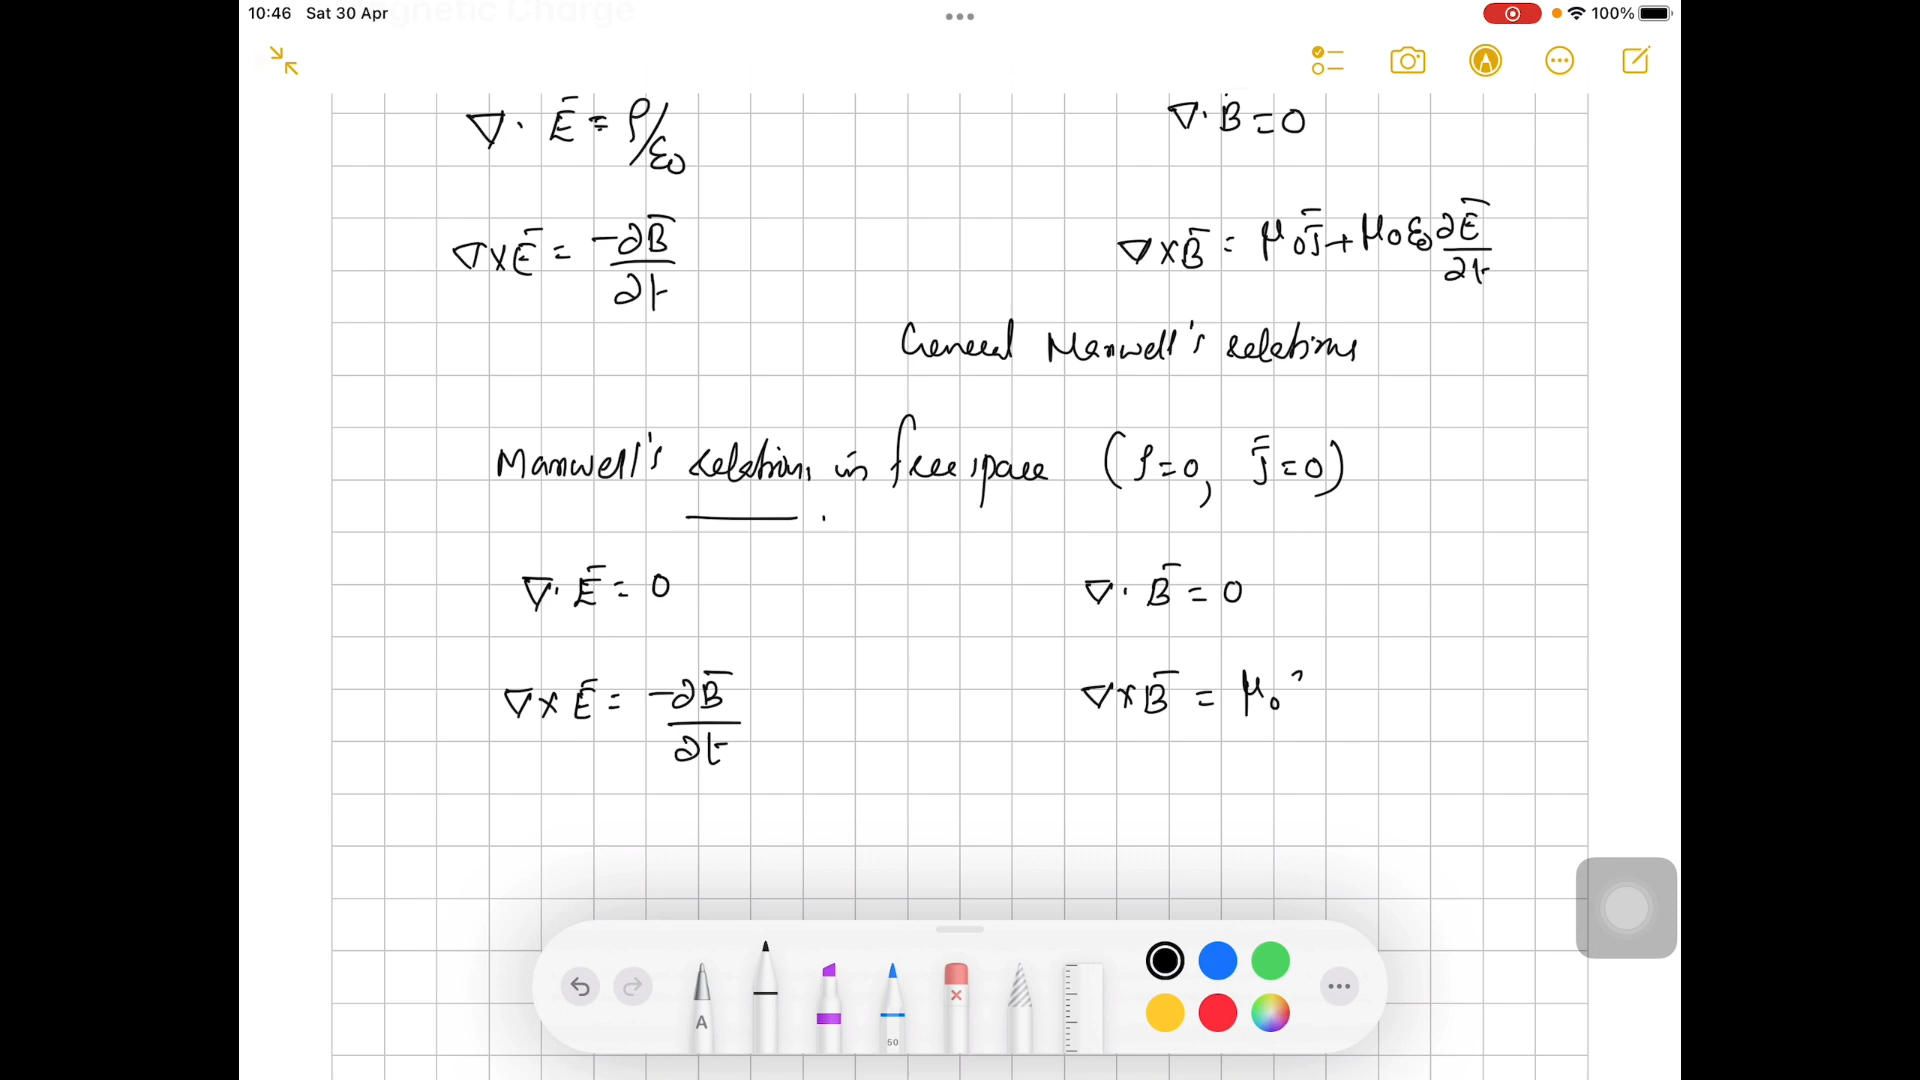 10:46 Sat 30 Apr
100%
∇· Ē = ρ/ε0
∇· B = 0
∇×Ē = -∂B̄/∂t
∇×B̄ = μ0J̄ + μ0ε0 ∂Ē/∂t
General Maxwell's relations
Maxwell's relations in free space (ρ=0, J̄=0)
∇· Ē = 0
∇· B̄ = 0
∇× Ē = -∂B̄/∂t
∇×B̄ = μ0
A
50